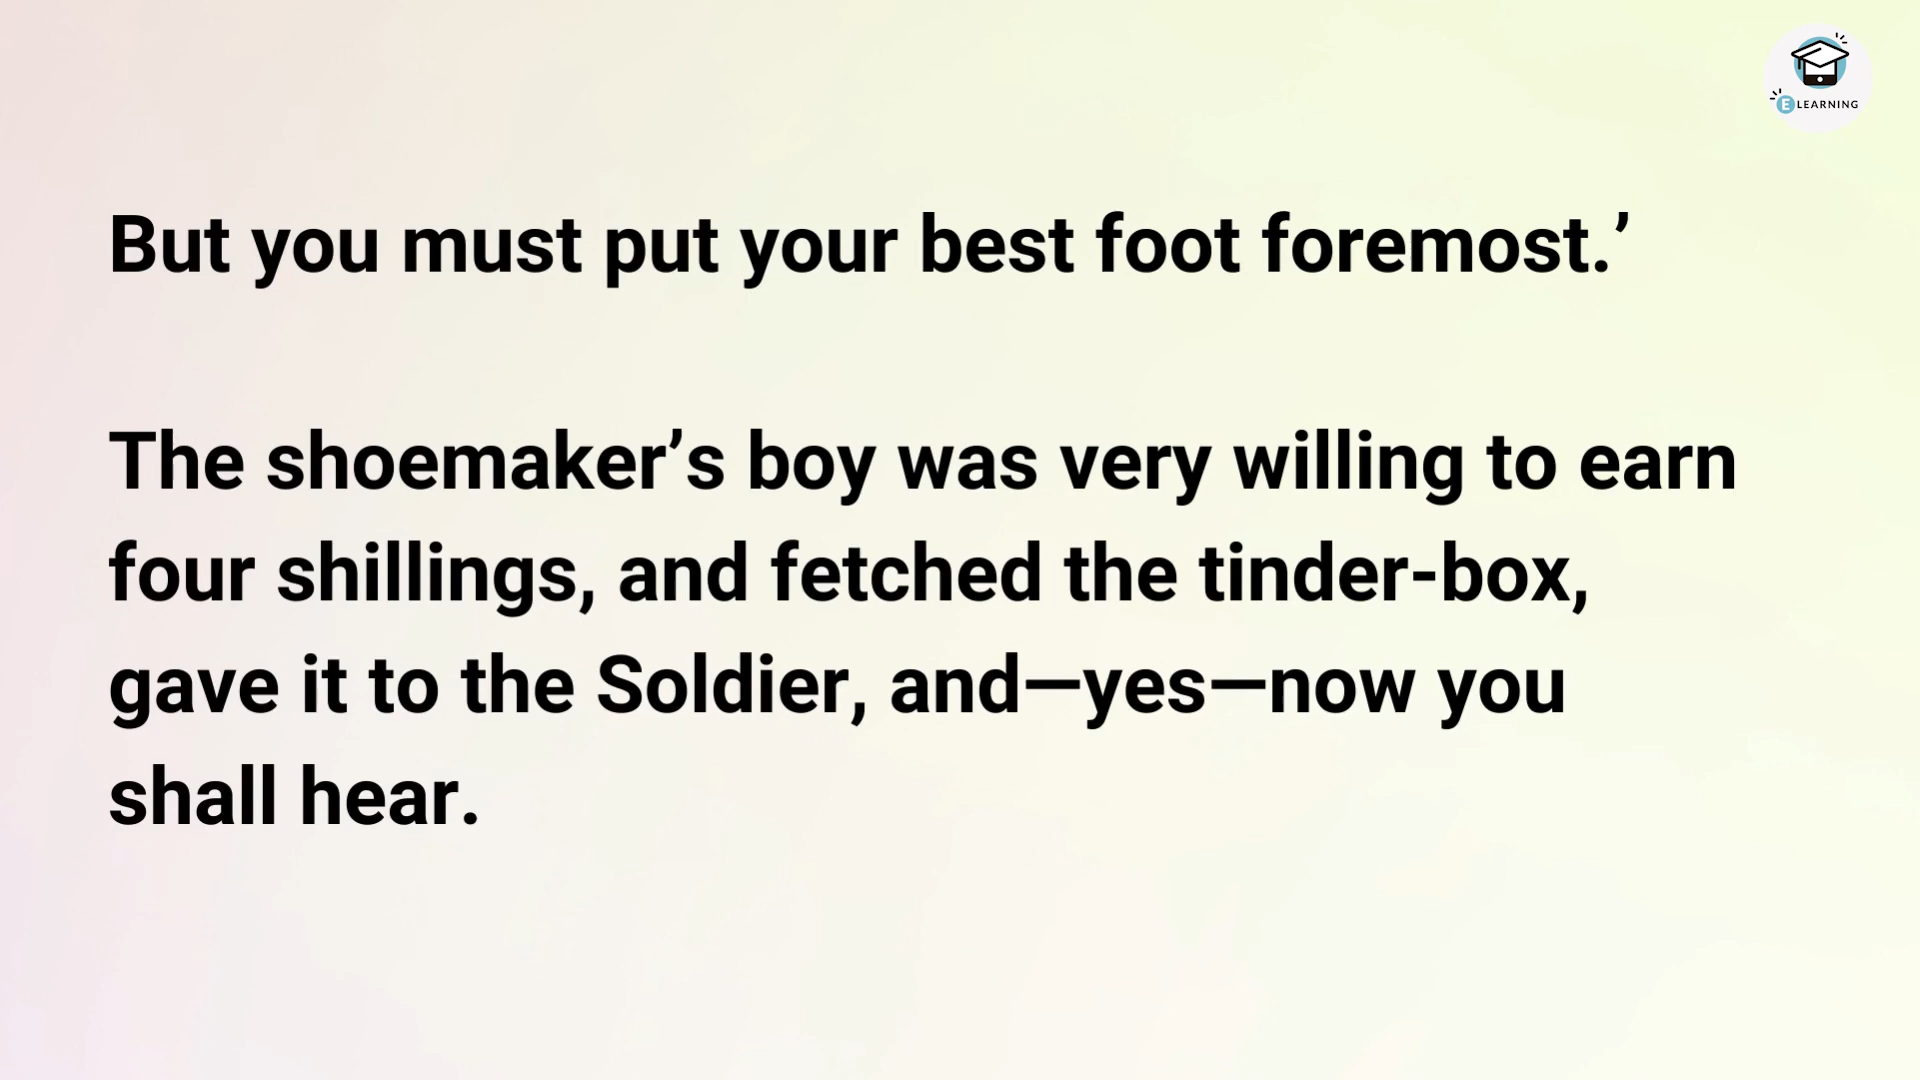 E LEARNING
But you must put your best foot foremost.’
The shoemaker’s boy was very willing to earn
four shillings, and fetched the tinder-box,
gave it to the Soldier, and—yes—now you
shall hear.